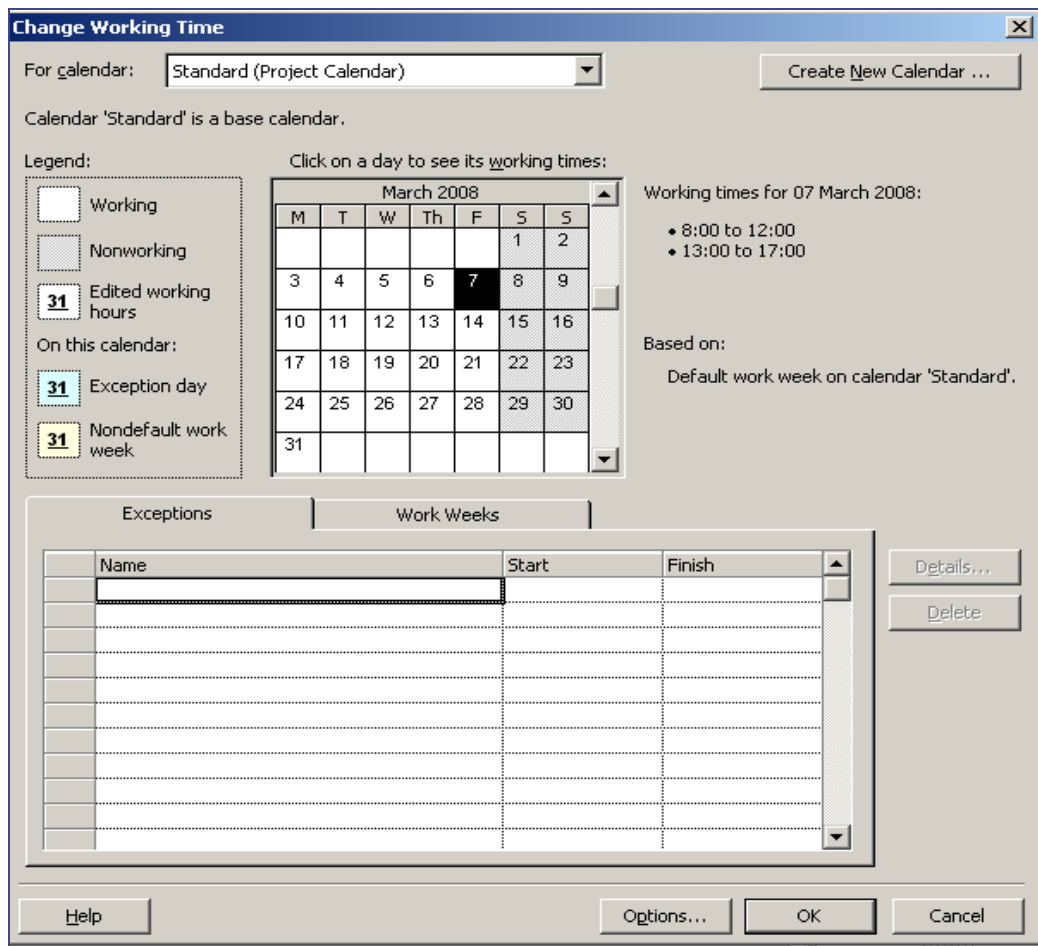 Change Working Time
For calendar: Standard (Project Calendar) Create New Calendar ...
Calendar 'Standard' is a base calendar.
Legend:
Working
Nonworking
31 Edited working
hours
On this calendar:
31 Exception day
31 Nondefault work
week
Click on a day to see its working times:
March 2008
M T W Th F S S
1 2
3 4 5 6 7 8 9
10 11 12 13 14 15 16
17 18 19 20 21 22 23
24 25 26 27 28 29 30
31
Working times for 07 March 2008:
• 8:00 to 12:00
• 13:00 to 17:00
Based on:
Default work week on calendar 'Standard'.
Exceptions Work Weeks
Name Start Finish
Details...
Delete
Help Options... OK Cancel